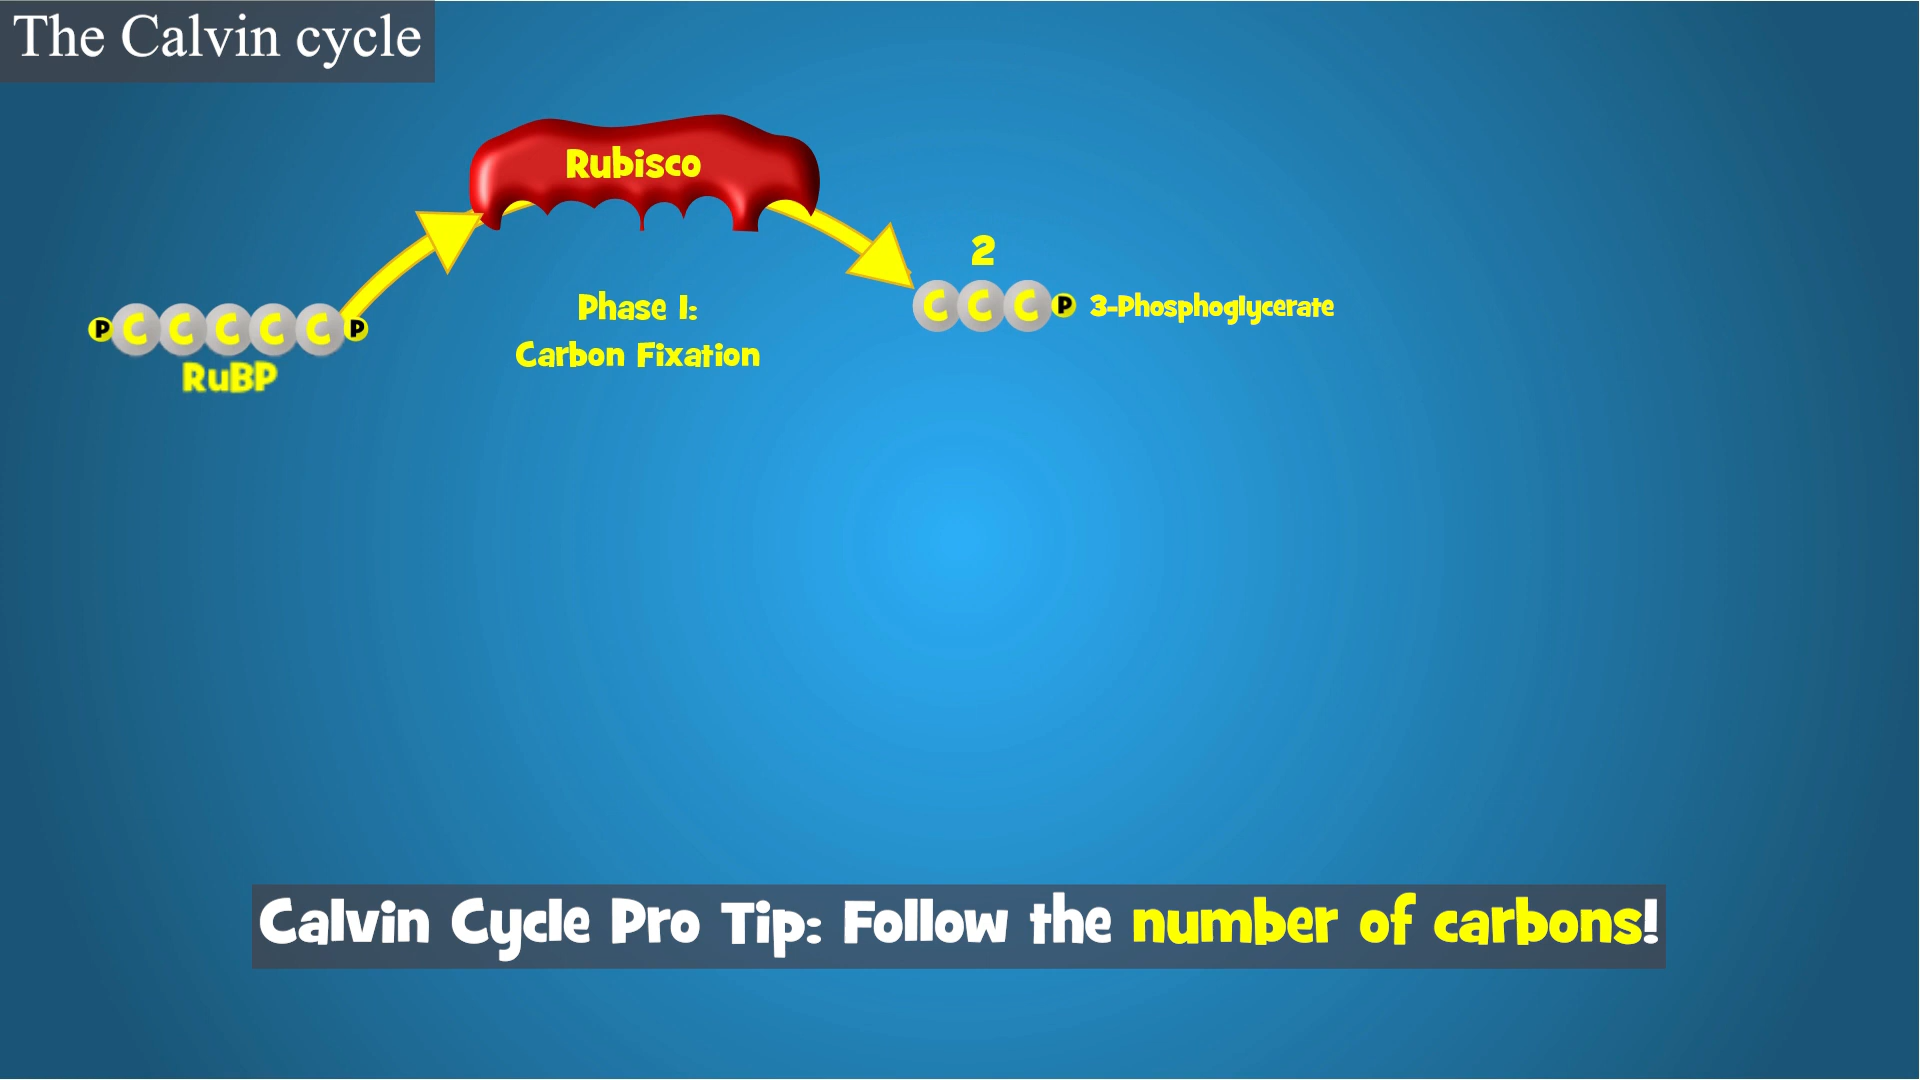 The Calvin cycle
Rubisco
2
P C C C C C P
RuBP
Phase 1:
Carbon Fixation
C C C P 3-Phosphoglycerate
Calvin Cycle Pro Tip: Follow the number of carbons!